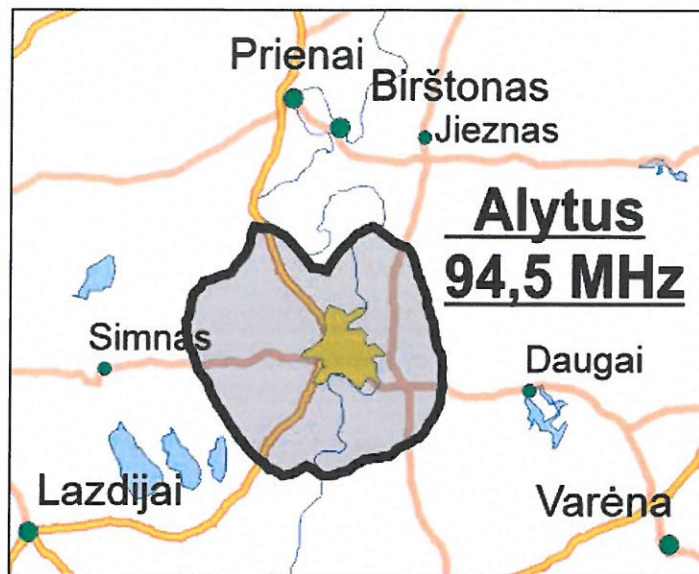 Prienai
Birštonas
Jieznas
Alytus
94,5 MHz
Simnas
Daugai
Lazdijai
Varėna